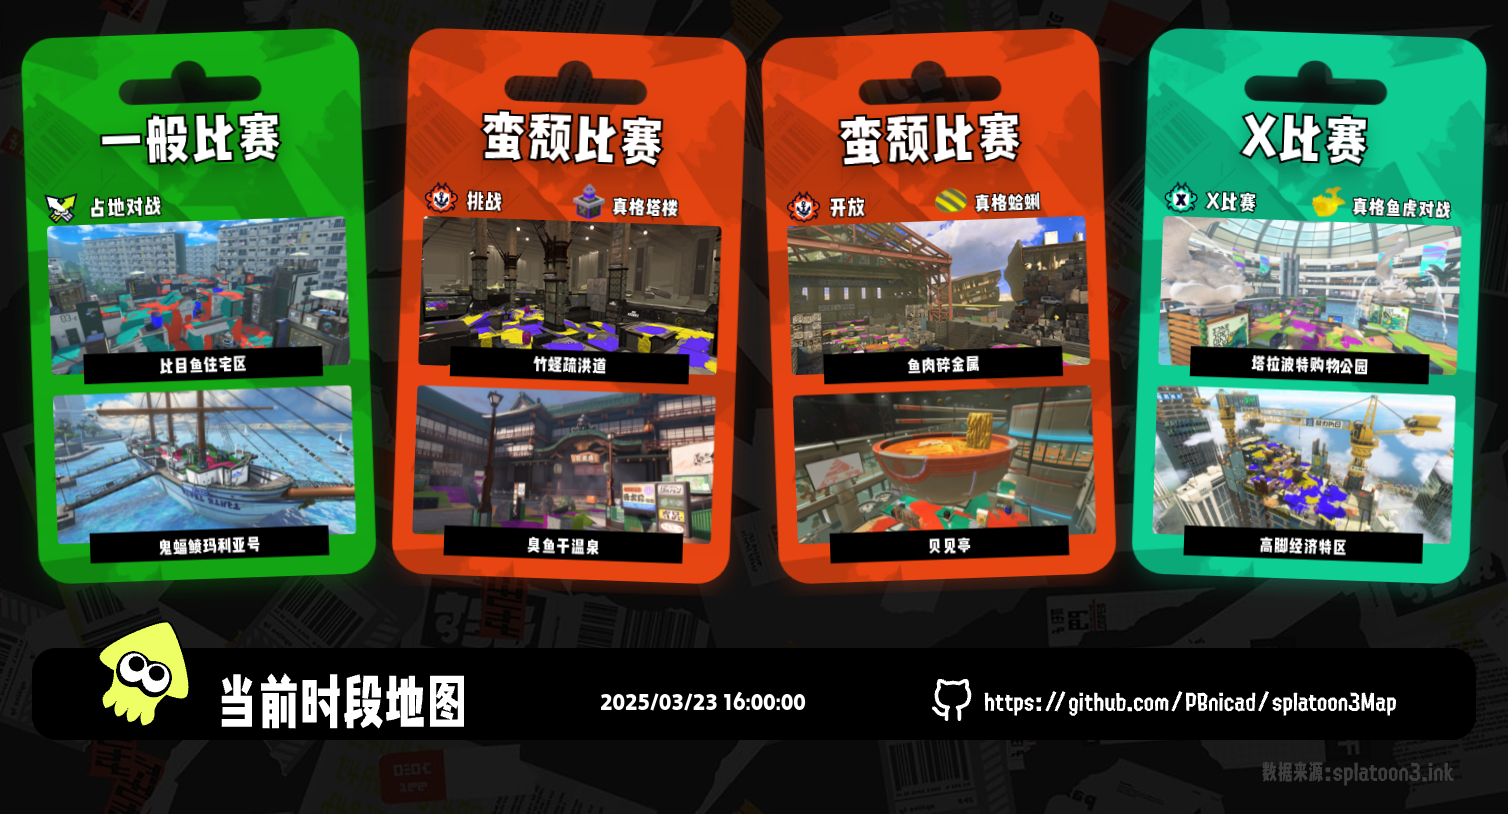 一般比赛
占地对战
比目鱼住宅区
鬼蝠鲼玛利亚号
蛮颓比赛
挑战
真格塔楼
竹蛏疏洪道
臭鱼干温泉
蛮颓比赛
开放
真格蛤蜊
鱼肉碎金属
贝贝亭
X比赛
X比赛
真格鱼虎对战
塔拉波特购物公园
高脚经济特区
当前时段地图
2025/03/23 16:00:00
https://github.com/PBnicad/splatoon3Map
数据来源:splatoon3.ink